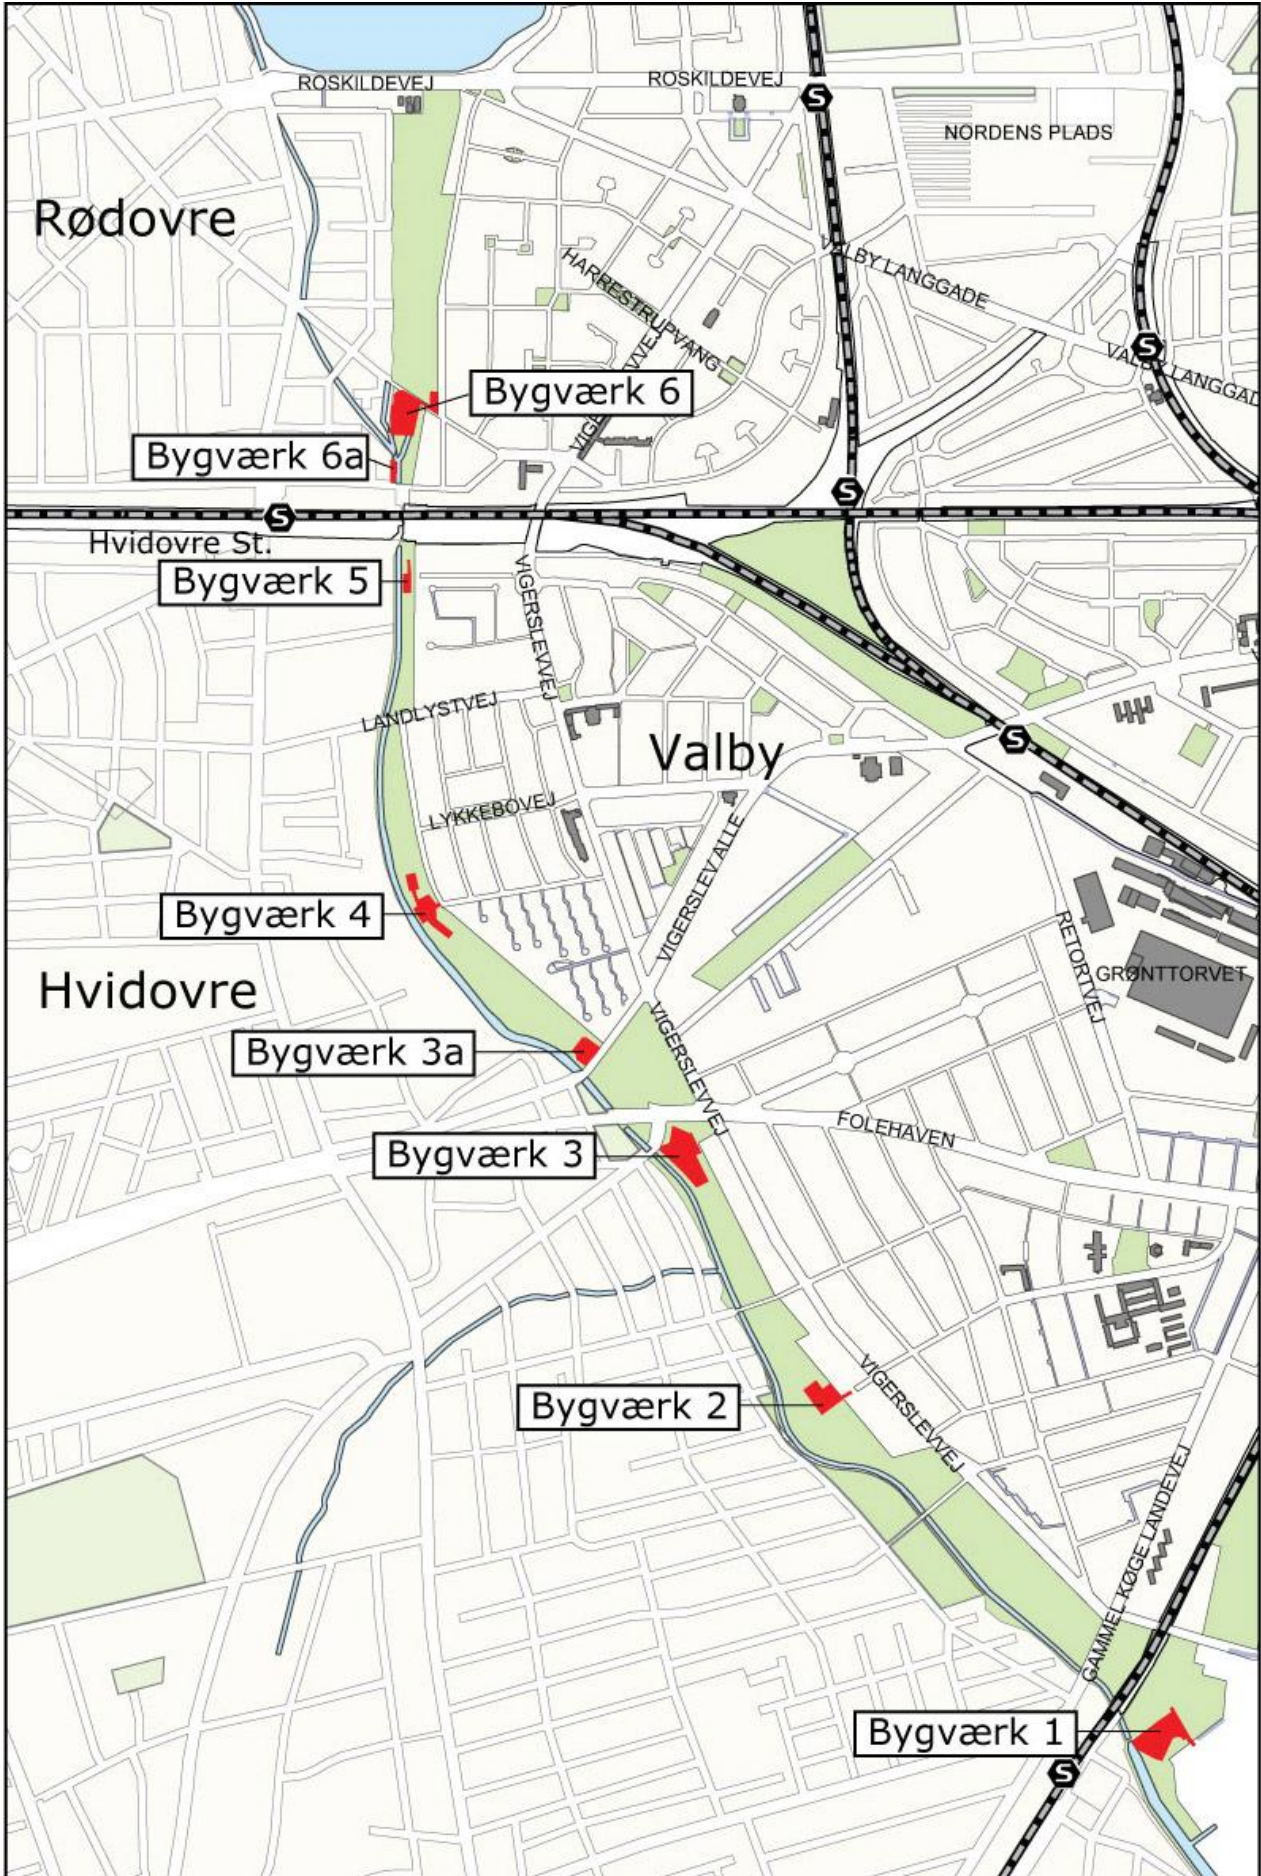 ROSKILDEVEJ
ROSKILDEVEJ
S
NORDENS PLADS
Rødovre
HARRESTRUPVANG
VALBY LANGGADE
S
VALBY LANGGAD
Bygværk 6
Bygværk 6a
S
S
Hvidovre St.
Bygværk 5
VIGERSLEVVEJ
LANDLYSTVEJ
Valby
S
LYKKEBOVEJ
VIGERSLEV ALLE
Bygværk 4
RETORTVEJ
GRØNTTORVET
Hvidovre
Bygværk 3a
VIGERSLEVVEJ
FOLEHAVEN
Bygværk 3
VIGERSLEVVEJ
Bygværk 2
GAMMEL KØGE LANDEVEJ
Bygværk 1
S